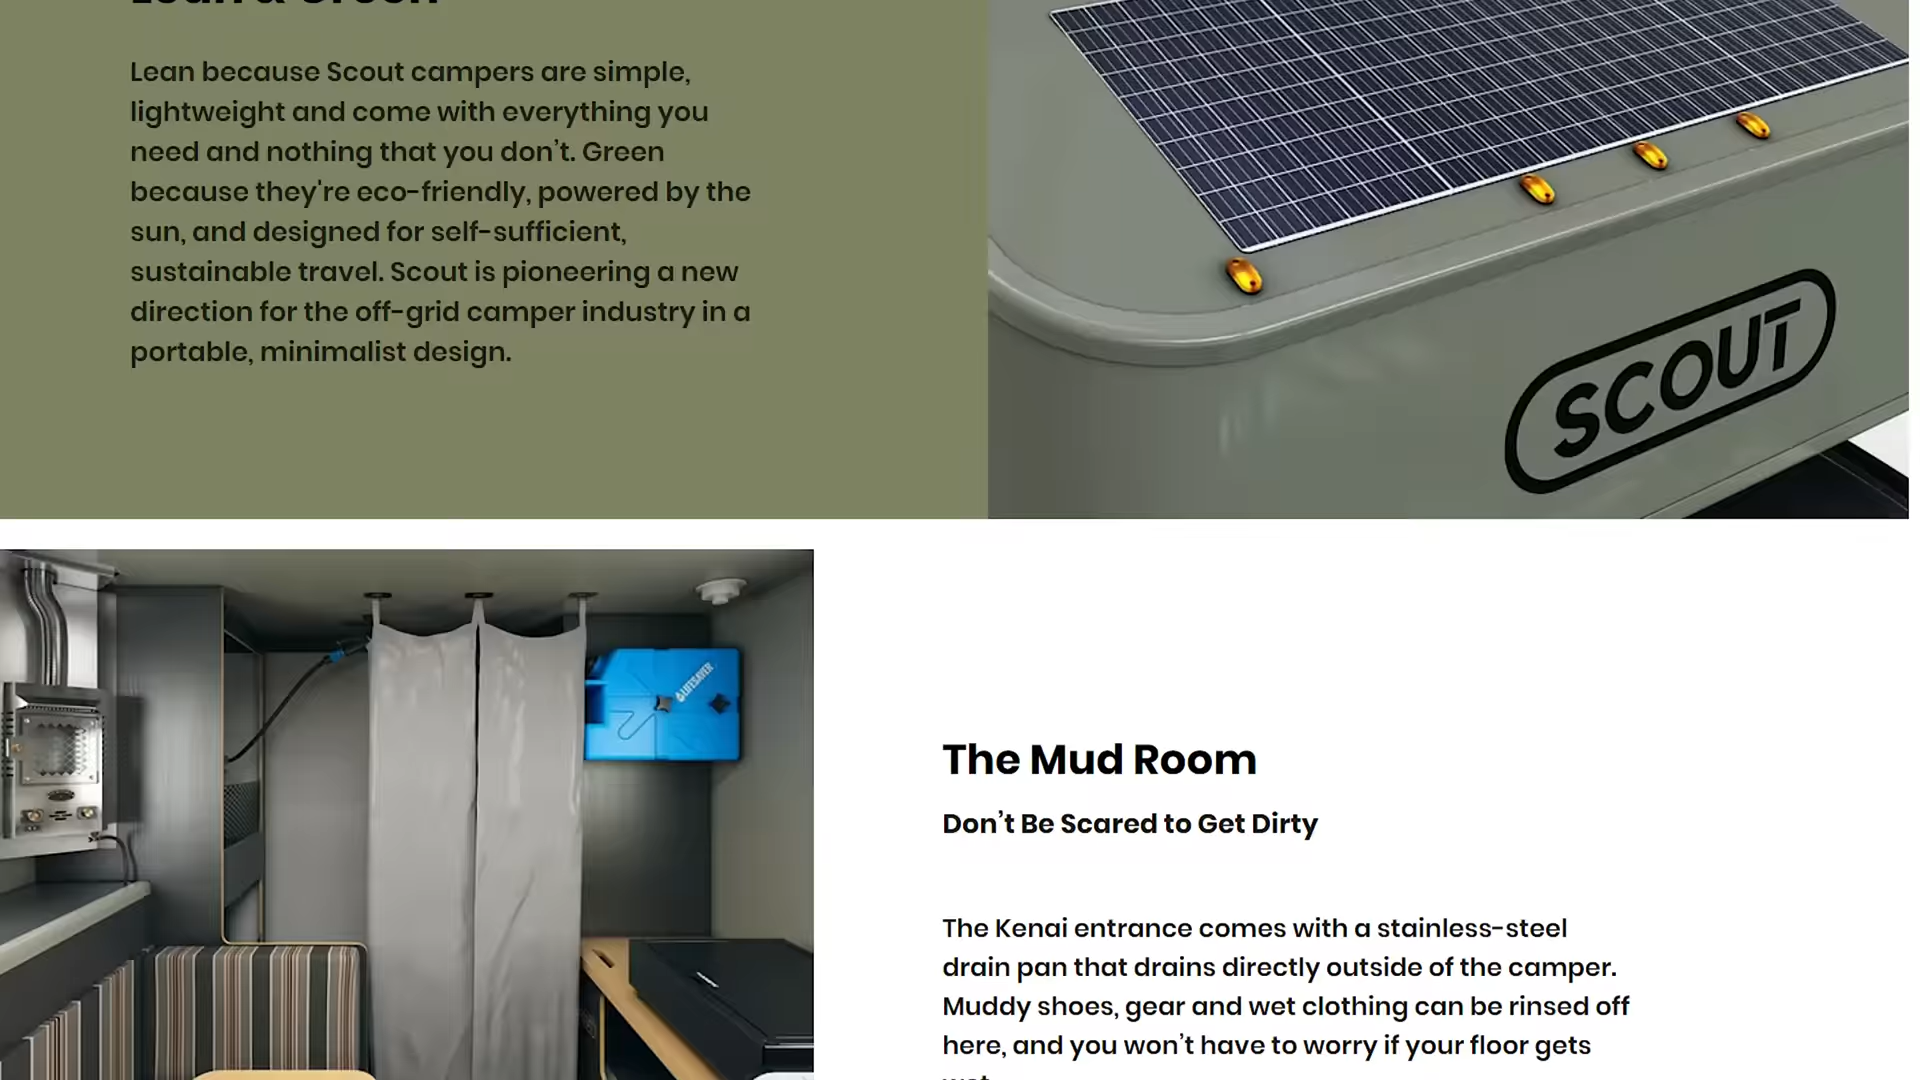 Lean & Green
Lean because Scout campers are simple,
lightweight and come with everything you
need and nothing that you don’t. Green
because they're eco-friendly, powered by the
sun, and designed for self-sufficient,
sustainable travel. Scout is pioneering a new
direction for the off-grid camper industry in a
portable, minimalist design.
SCOUT
LIFESAVER
The Mud Room
Don’t Be Scared to Get Dirty
The Kenai entrance comes with a stainless-steel
drain pan that drains directly outside of the camper.
Muddy shoes, gear and wet clothing can be rinsed off
here, and you won’t have to worry if your floor gets
wet.